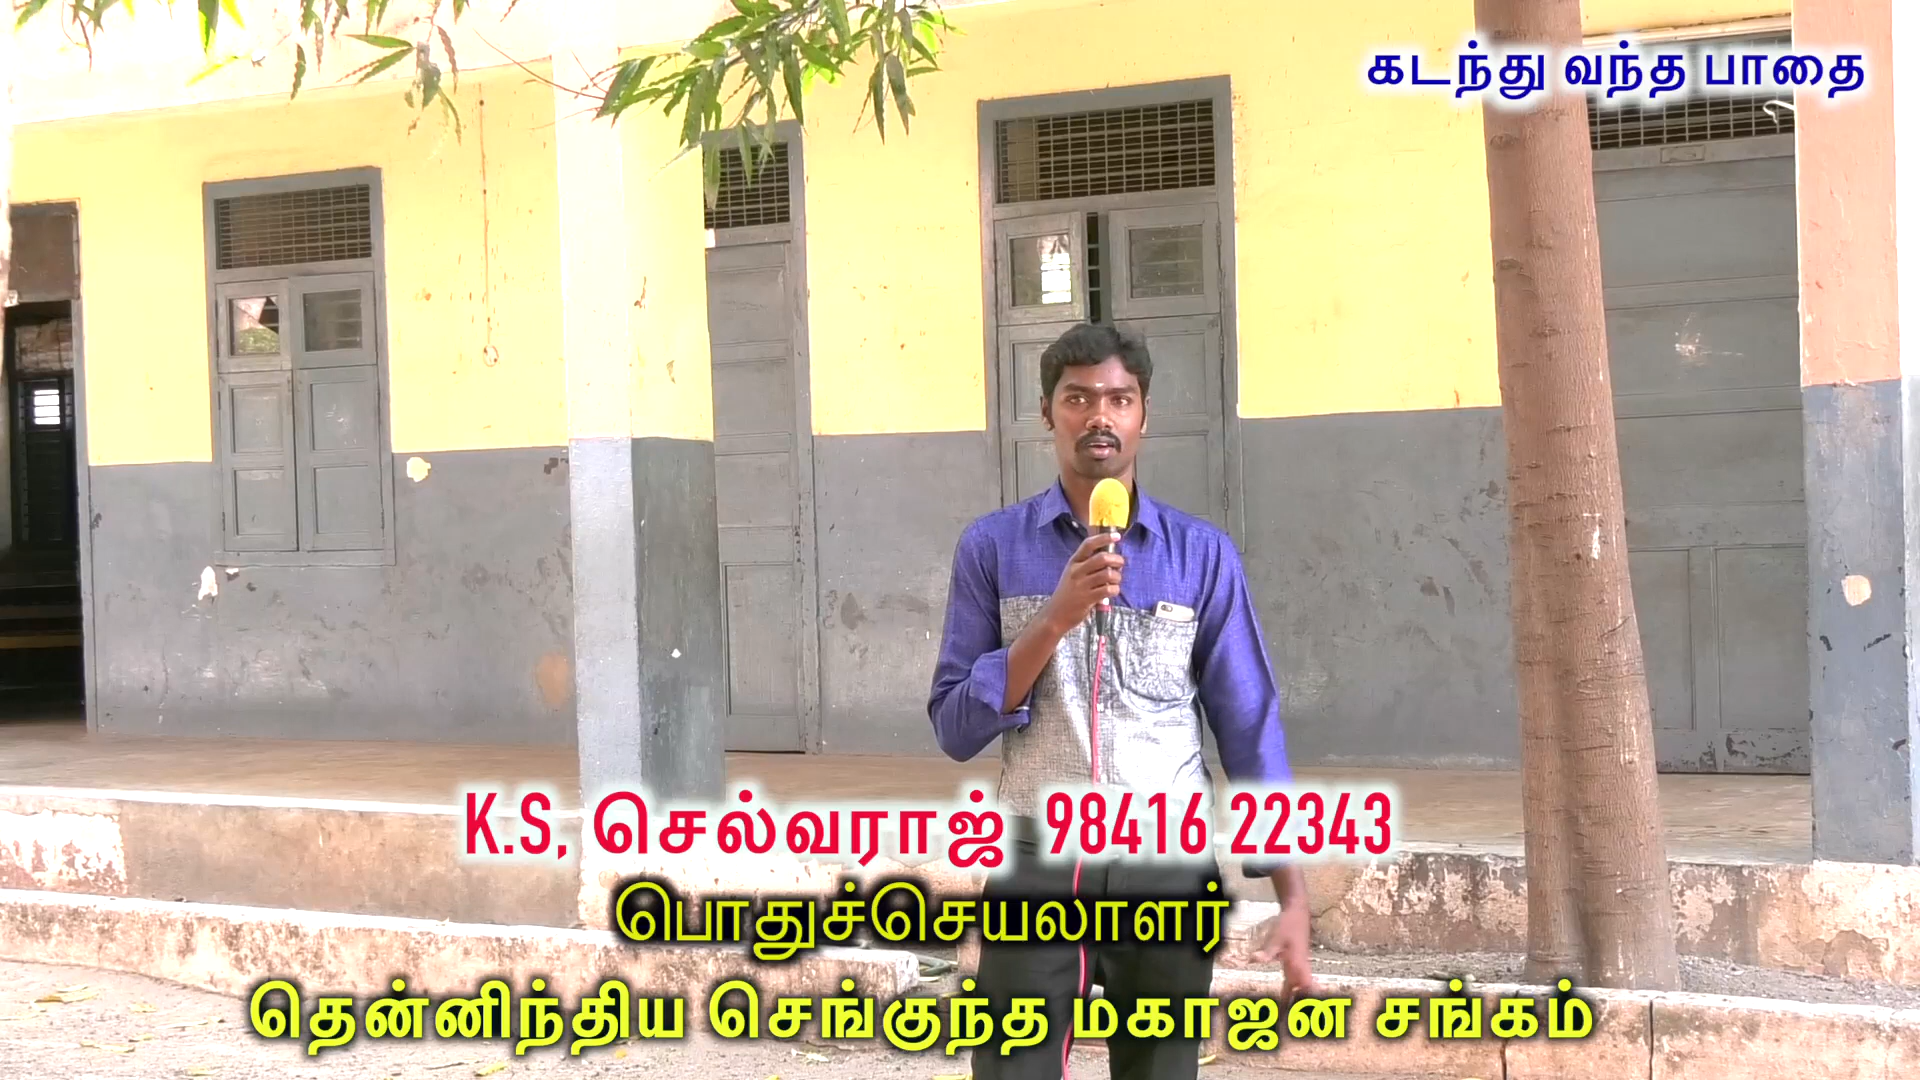 கடந்து வந்த பாதை
K.S, செல்வராஜ் 98416 22343
பொதுச்செயலாளர்
தென்னிந்திய செங்குந்த மகாஜன சங்கம்